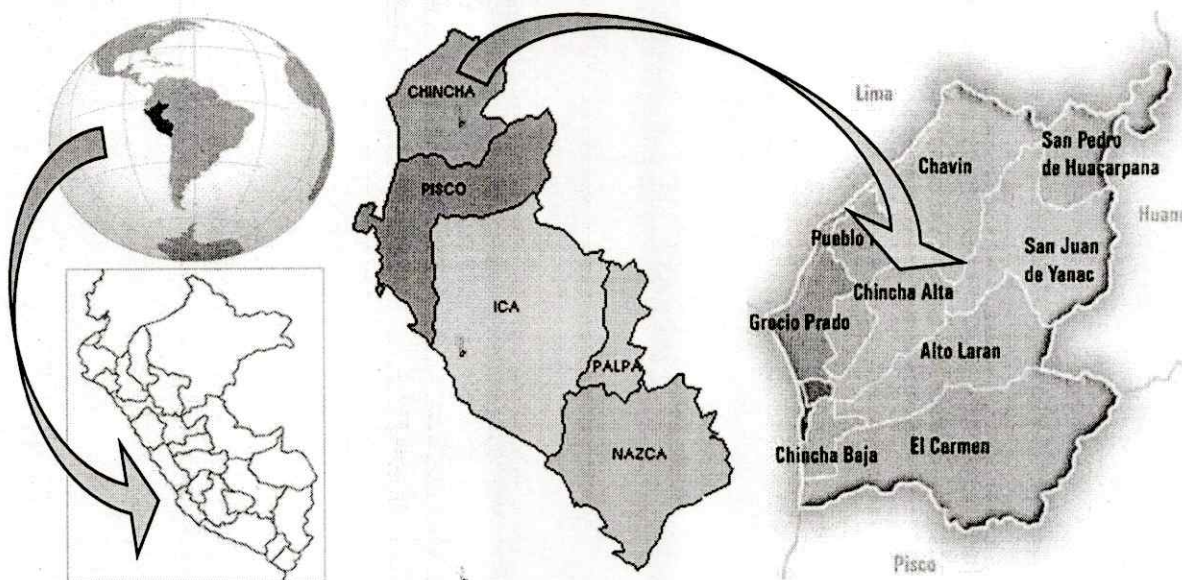 CHINCHA
PISCO
ICA
PALPA
NAZCA
Lima
San Pedro
de Huacarpana
Chavin
Pueblo
San Juan
de Yanac
Chincha Alta
Grocio Prado
Alto Laran
Chincha Baja
El Carmen
Pisco